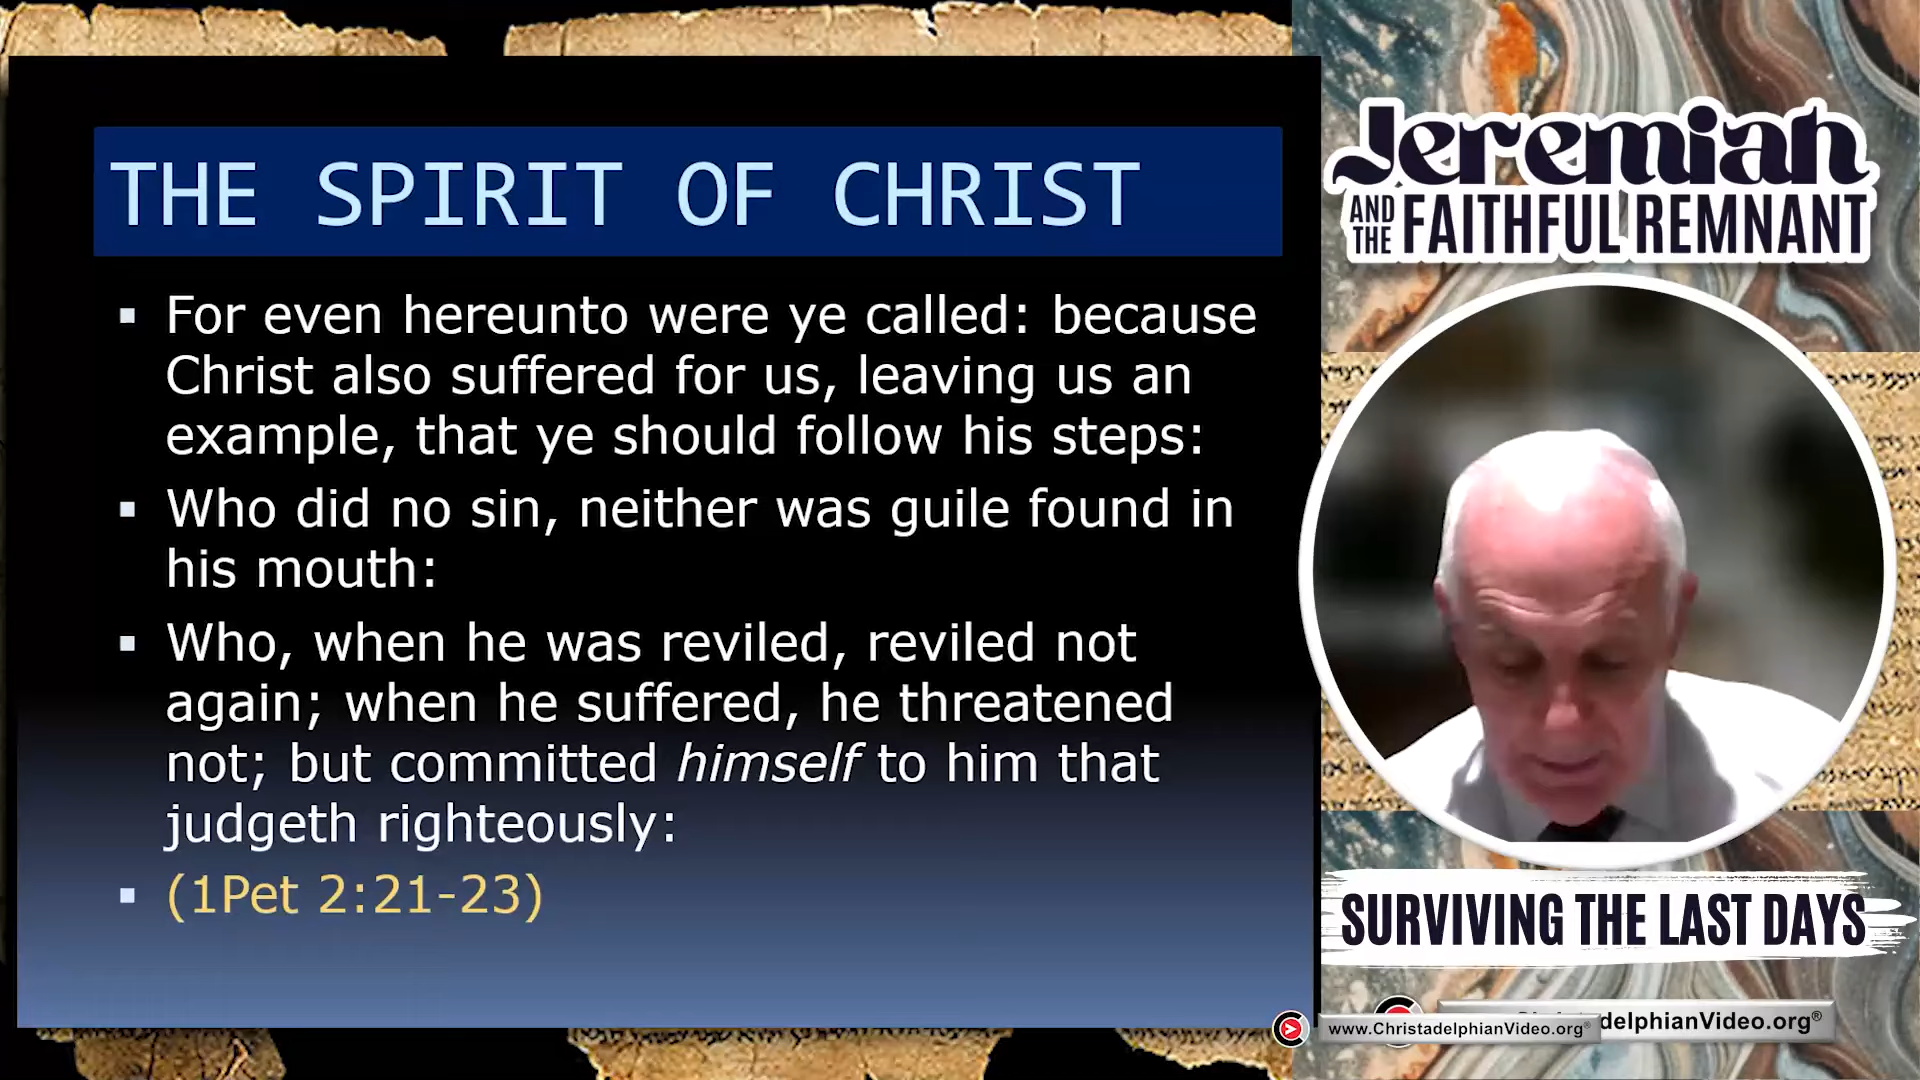 THE SPIRIT OF CHRIST
▪ For even hereunto were ye called: because
Christ also suffered for us, leaving us an
example, that ye should follow his steps:
▪ Who did no sin, neither was guile found in
his mouth:
▪ Who, when he was reviled, reviled not
again; when he suffered, he threatened
not; but committed himself to him that
judgeth righteously:
▪ (1Pet 2:21-23)
Jeremiah
AND THE FAITHFUL REMNANT
SURVIVING THE LAST DAYS
www.ChristadelphianVideo.org®
delphianVideo.org®